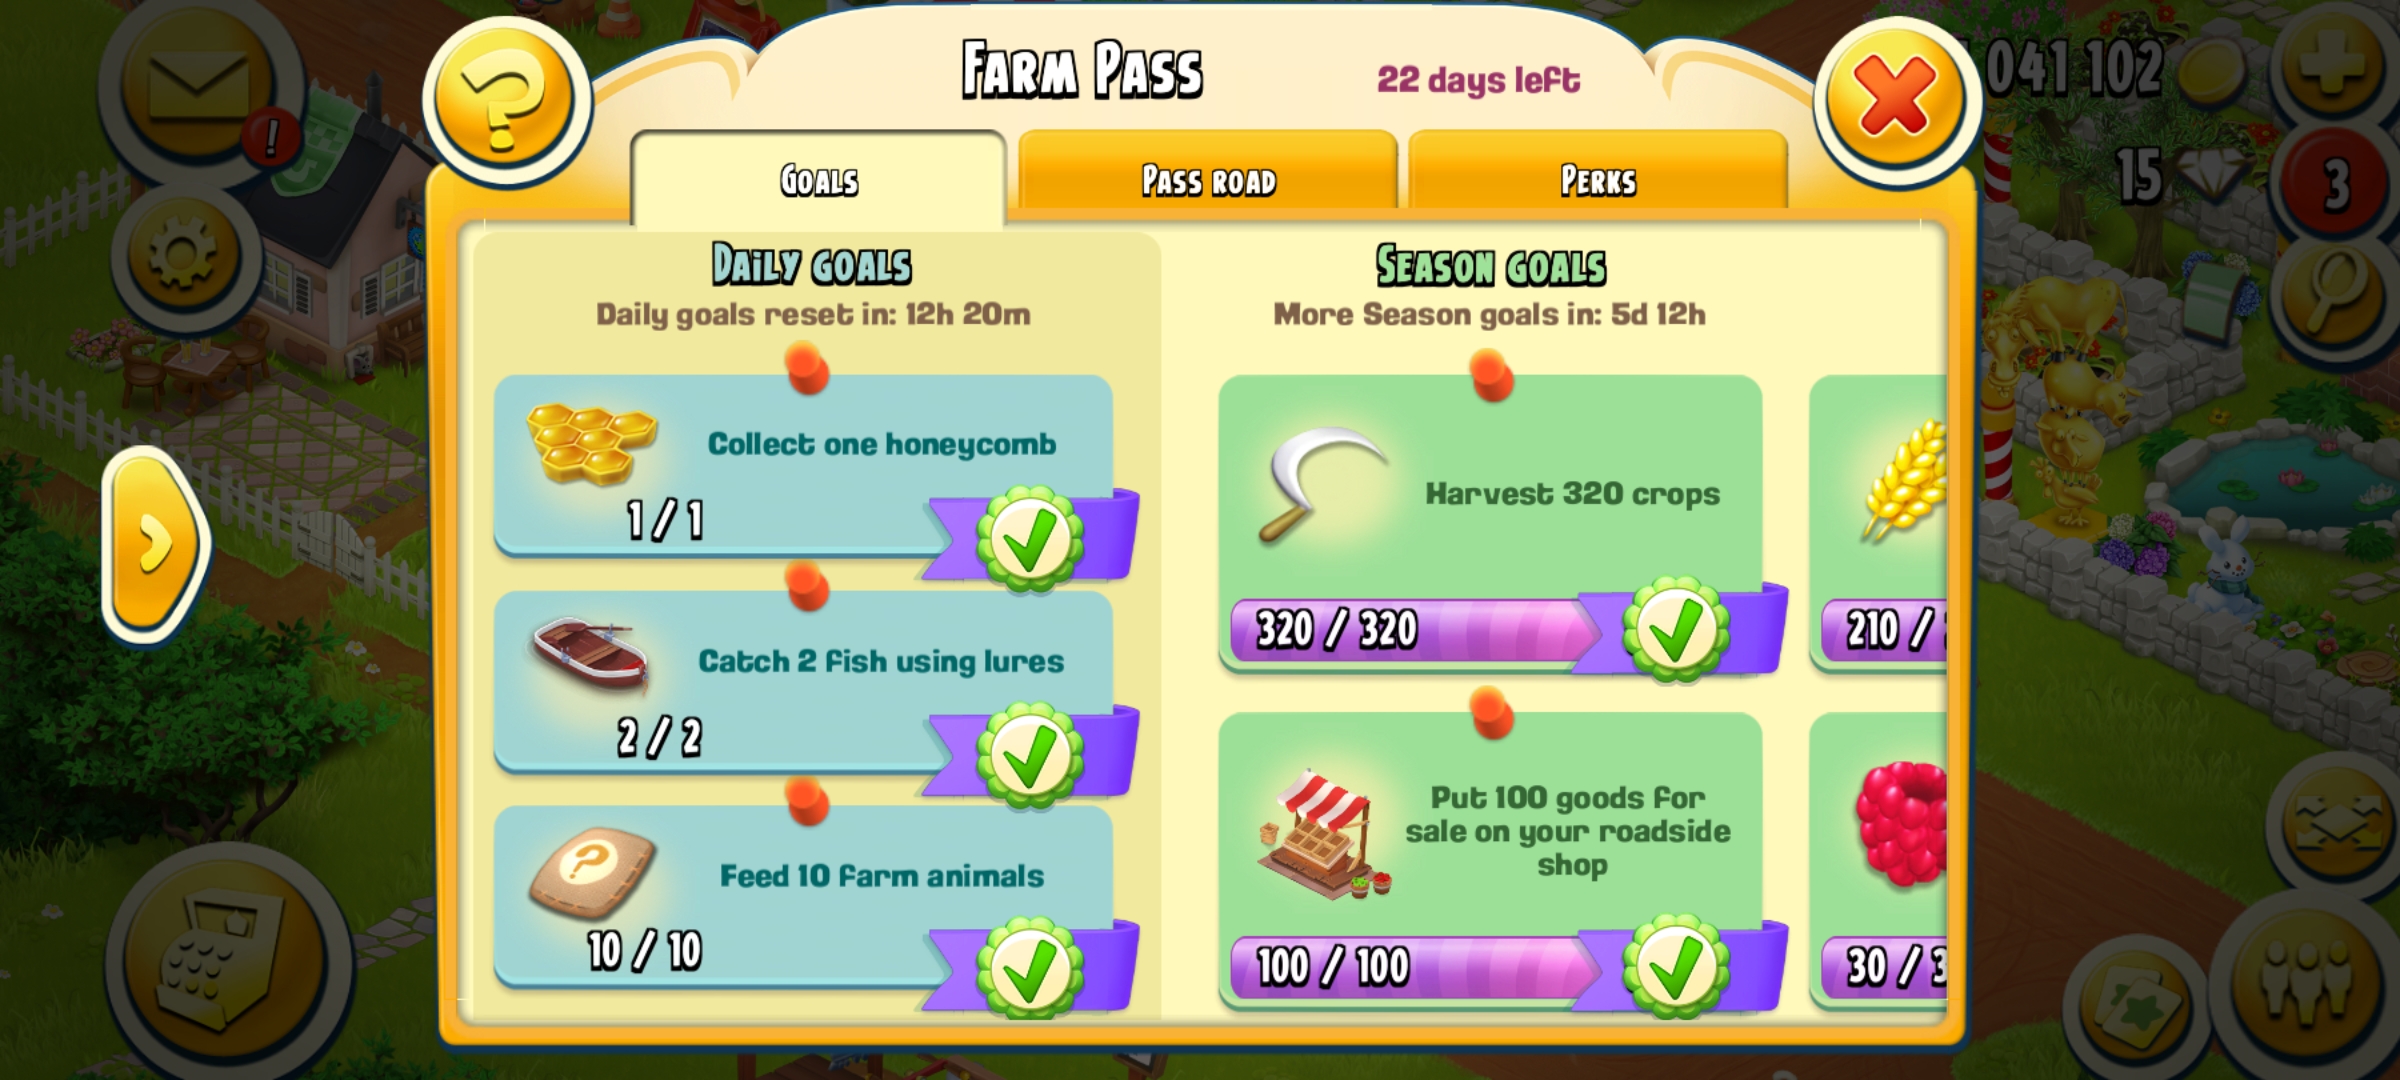 FARM PASS
22 days left
GOALS
PASS ROAD
PERKS
041 102
15
3
DAILY GOALS
Daily goals reset in: 12h 20m
Collect one honeycomb
1 / 1
Catch 2 fish using lures
2 / 2
Feed 10 farm animals
10 / 10
SEASON GOALS
More Season goals in: 5d 12h
Harvest 320 crops
320 / 320
210 /
Put 100 goods for
sale on your roadside
shop
100 / 100
30 / 3